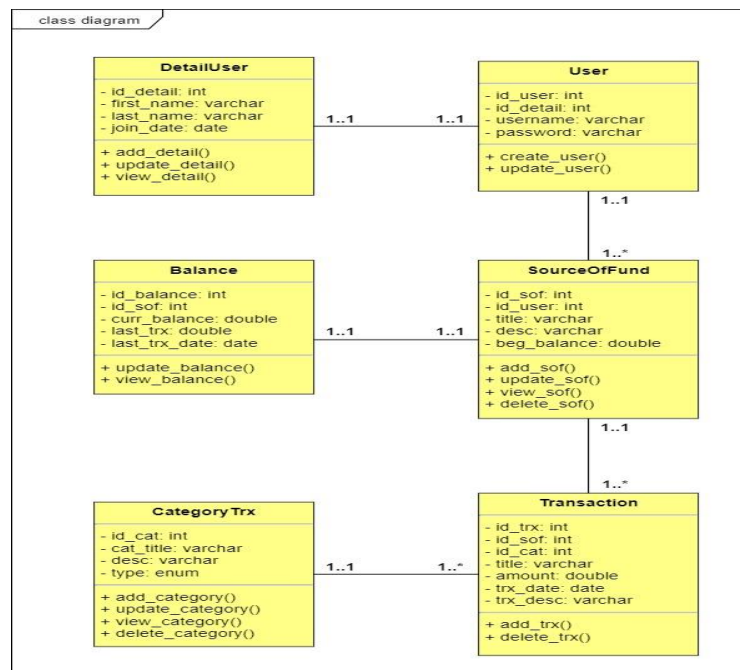 class diagram
DetailUser
- id_detail: int
- first_name: varchar
- last_name: varchar
- join_date: date
+ add_detail()
+ update_detail()
+ view_detail()
1..1
1..1
User
- id_user: int
- id_detail: int
- username: varchar
- password: varchar
+ create_user()
+ update_user()
1..1
1..*
Balance
- id_balance: int
- id_sof: int
- curr_balance: double
- last_trx: double
- last_trx_date: date
+ update_balance()
+ view_balance()
1..1
1..1
SourceOfFund
- id_sof: int
- id_user: int
- title: varchar
- desc: varchar
- beg_balance: double
+ add_sof()
+ update_sof()
+ view_sof()
+ delete_sof()
1..1
1..*
CategoryTrx
- id_cat: int
- cat_title: varchar
- desc: varchar
- type: enum
+ add_category()
+ update_category()
+ view_category()
+ delete_category()
1..1
1..*
Transaction
- id_trx: int
- id_sof: int
- id_cat: int
- title: varchar
- amount: double
- trx_date: date
- trx_desc: varchar
+ add_trx()
+ delete_trx()